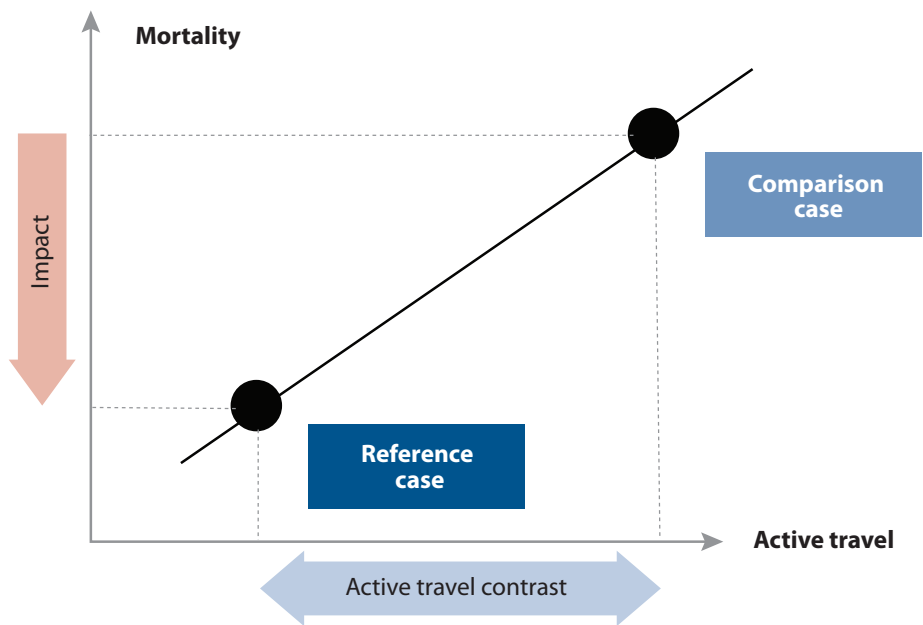 Mortality
Comparison
case
Impact
Reference
case
Active travel
Active travel contrast